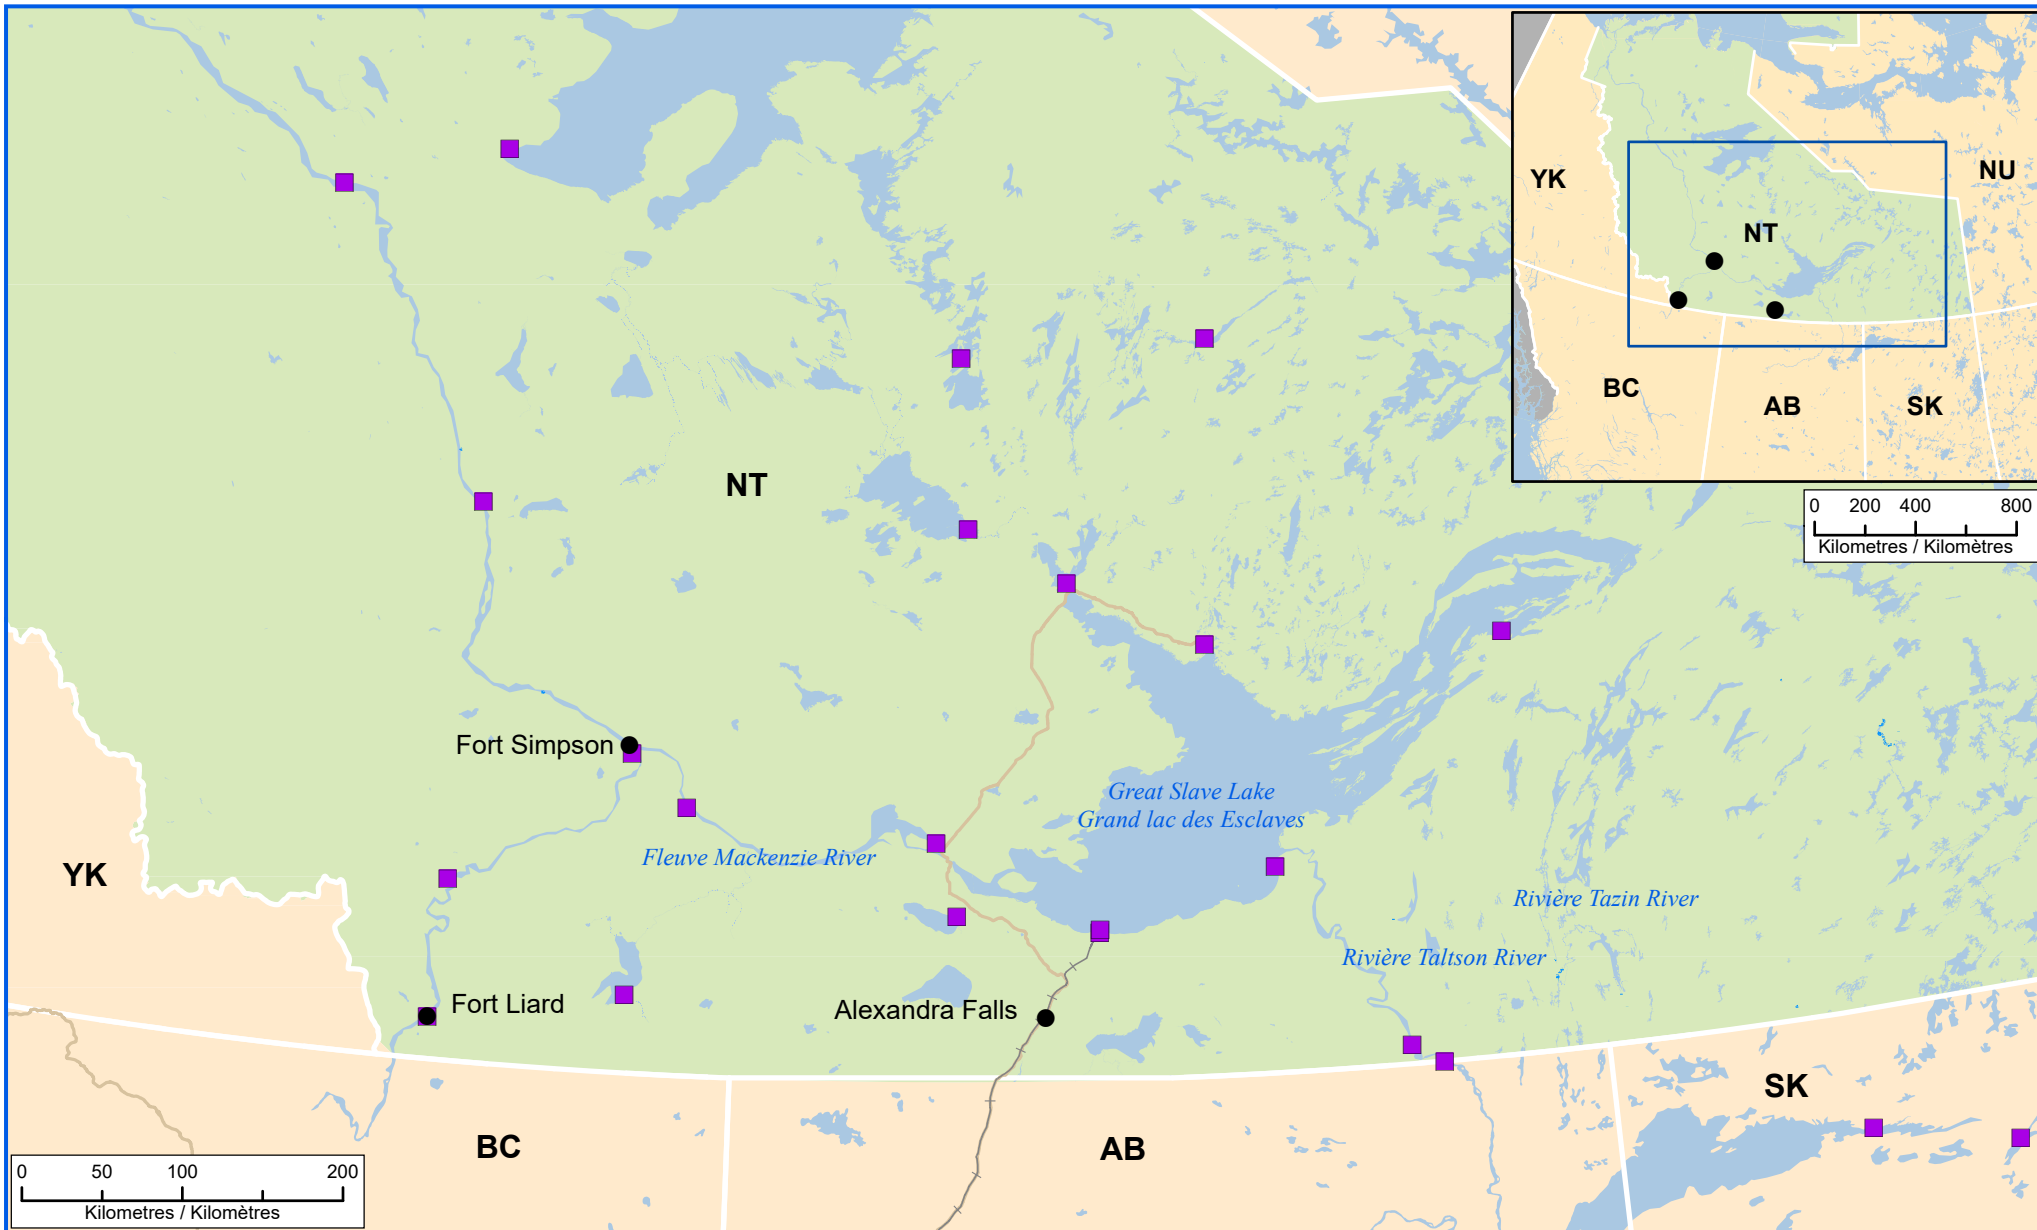 YK
NU
NT
BC
AB
SK
0 200 400 800
Kilometres / Kilomètres
NT
Fort Simpson
Great Slave Lake
Grand lac des Esclaves
Fleuve Mackenzie River
YK
Rivière Tazin River
Rivière Taltson River
Fort Liard
Alexandra Falls
SK
BC
AB
0 50 100 200
Kilometres / Kilomètres